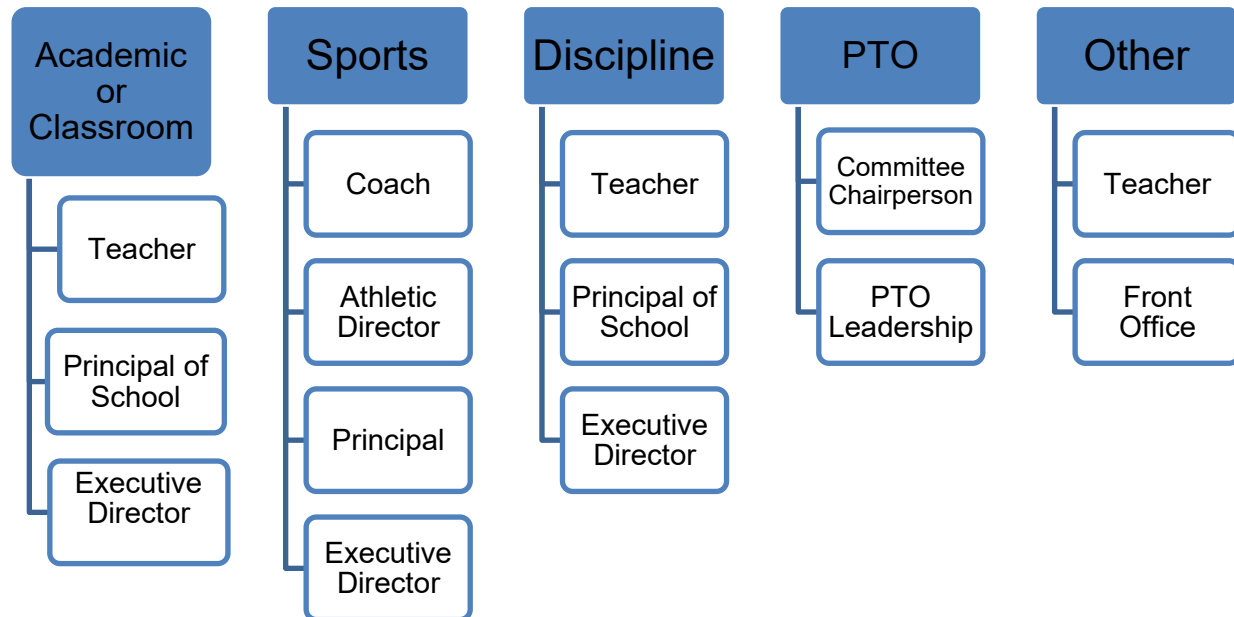 Academic
or
Classroom
Teacher
Principal of
School
Executive
Director
Sports
Coach
Athletic
Director
Principal
Executive
Director
Discipline
Teacher
Principal of
School
Executive
Director
PTO
Committee
Chairperson
PTO
Leadership
Other
Teacher
Front
Office